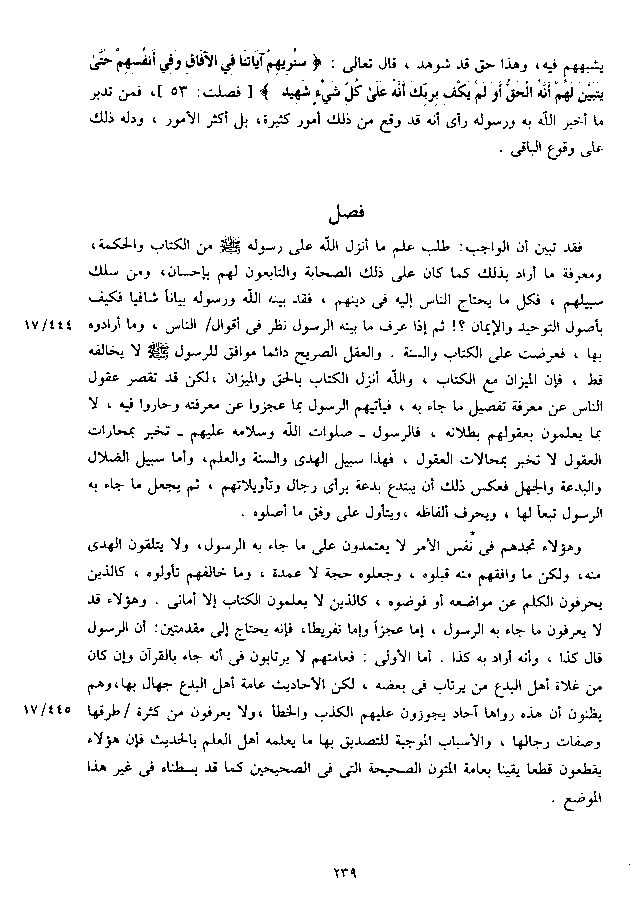 يشبههم فيه، وهذا حق قد شوهد ، قال تعالى : ﴿ سَنُرِيهِمْ آيَاتِنَا فِي الآفَاقِ وَفِي أَنفُسِهِمْ حَتَّىٰ
يَتَبَيَّنَ لَهُمْ أَنَّهُ الْحَقُّ أَوَ لَمْ يَكْفِ بِرَبِّكَ أَنَّهُ عَلَىٰ كُلِّ شَيْءٍ شَهِيد ﴾ [ فصلت: ٥٣ ]، فمن تدبر
ما أخبر الله به ورسوله رأى أنه قد وقع من ذلك أمور كثيرة، بل أكثر الأمور ، ودله ذلك
على وقوع الباقى .
فصل
فقد تبين أن الواجب: طلب علم ما أنزل الله على رسوله ﷺ من الكتاب والحكمة،
ومعرفة ما أراد بذلك كما كان على ذلك الصحابة والتابعون لهم بإحسان، ومن سلك
سبيلهم ، فكل ما يحتاج الناس إليه فى دينهم ، فقد بينه الله ورسوله بياناً شافيا فكيف
بأصول التوحيد والإيمان ؟! ثم إذا عرف ما بينه الرسول نظر فى أقوال/ الناس ، وما أرادوه ١٧/٤٤٤
بها ، فعرضت على الكتاب والسنة . والعقل الصريح دائما موافق للرسول ﷺ لا يخالفه
قط ، فإن الميزان مع الكتاب ، والله أنزل الكتاب بالحق والميزان ،لكن قد تقصر عقول
الناس عن معرفة تفصيل ما جاء به ، فيأتيهم الرسول بما عجزوا عن معرفته وحاروا فيه ، لا
بما يعلمون بعقولهم بطلانه ، فالرسول ـ صلوات الله وسلامه عليهم ـ تخبر بمحارات
العقول لا تخبر بمحالات العقول ، فهذا سبيل الهدى والسنة والعلم، وأما سبيل الضلال
والبدعة والجهل فعكس ذلك أن يبتدع بدعة برأى رجال وتأويلاتهم ، ثم يجعل ما جاء به
الرسول تبعاً لها ، ويحرف ألفاظه ،ويتأول على وفق ما أصلوه .
وهؤلاء تجدهم فى نفس الأمر لا يعتمدون على ما جاء به الرسول، ولا يتلقون الهدى
منه، ولكن ما وافقهم منه قبلوه ، وجعلوه حجة لا عمدة ، وما خالفهم تأولوه ، كالذين
يحرفون الكلم عن مواضعه أو فوضوه ، كالذين لا يعلمون الكتاب إلا أمانى . وهؤلاء قد
لا يعرفون ما جاء به الرسول ، إما عجزاً وإما تفريطا، فإنه يحتاج إلى مقدمتين: أن الرسول
قال كذا ، وأنه أراد به كذا . أما الأولى : فعامتهم لا يرتابون فى أنه جاء بالقرآن وإن كان
من غلاة أهل البدع من يرتاب فى بعضه ، لكن الأحاديث عامة أهل البدع جهال بها،وهم
يظنون أن هذه رواها آحاد يجوزون عليهم الكذب والخطأ ،ولا يعرفون من كثرة /طرقها ١٧/٤٤٥
وصفات رجالها ، والأسباب الموجبة للتصديق بها ما يعلمه أهل العلم بالحديث فإن هؤلاء
يقطعون قطعا يقينا بعامة المتون الصحيحة التى فى الصحيحين كما قد بسطناه فى غير هذا
الموضع .
٢٣٩